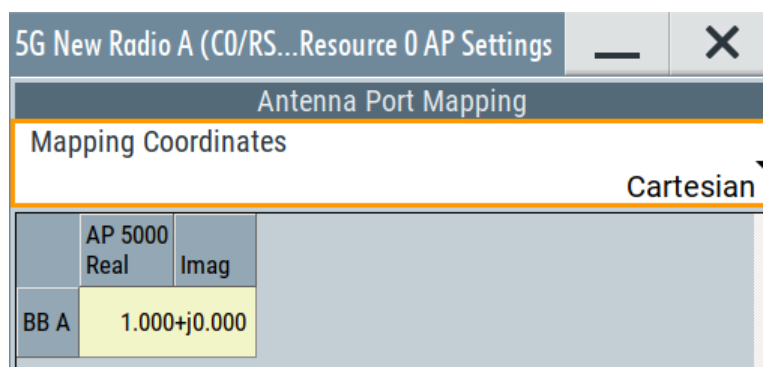 5G New Radio A (C0/RS...Resource 0 AP Settings
Antenna Port Mapping
Mapping Coordinates
Cartesian
AP 5000
Real Imag
BB A 1.000+j0.000